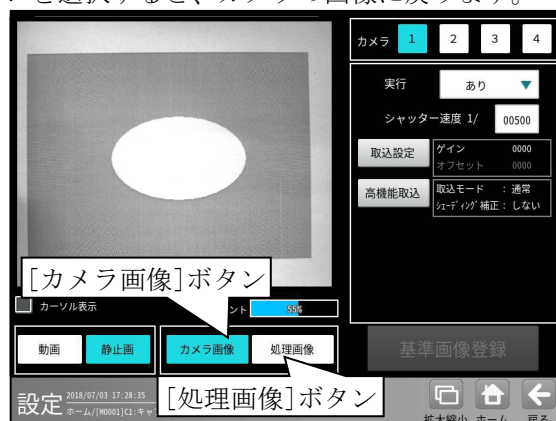 を選択すると、カメラの画像に戻ります。
カメラ 1 2 3 4
実行 あり
シャッター速度 1/ 00500
取込設定 ゲイン 0000
オフセット 0000
高機能取込 取込モード : 通常
シェーディング補正: しない
[カメラ画像]ボタン
カーソル表示
ント 55%
動画 静止画 カメラ画像 処理画像 基準画像登録
[処理画像]ボタン
設定 2018/07/03 17:28:35
ホーム/[M0001]C1:キャ
拡大縮小 ホーム 戻る